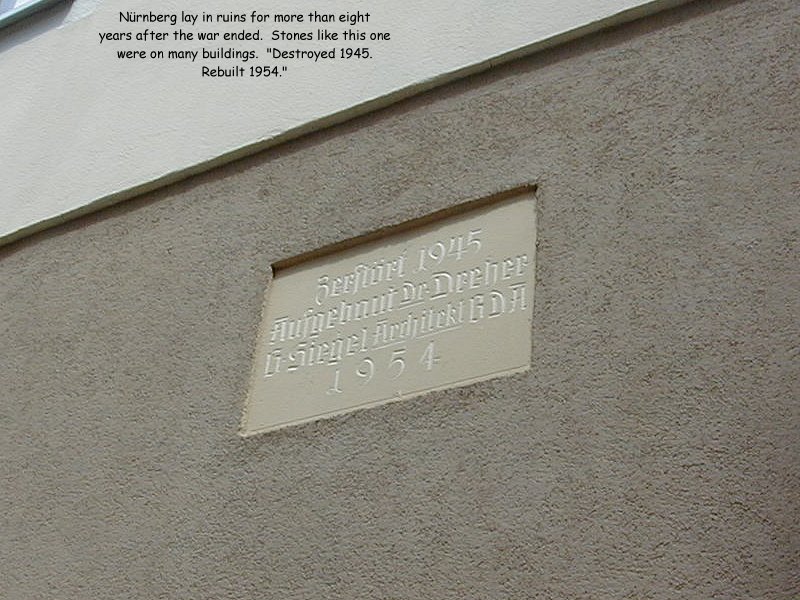 Nürnberg lay in ruins for more than eight
years after the war ended.  Stones like this one
were on many buildings.  "Destroyed 1945.
Rebuilt 1954."
Zerstört 1945
Aufgebaut Dr Dreher
G Siegel Architekt BDA
1954